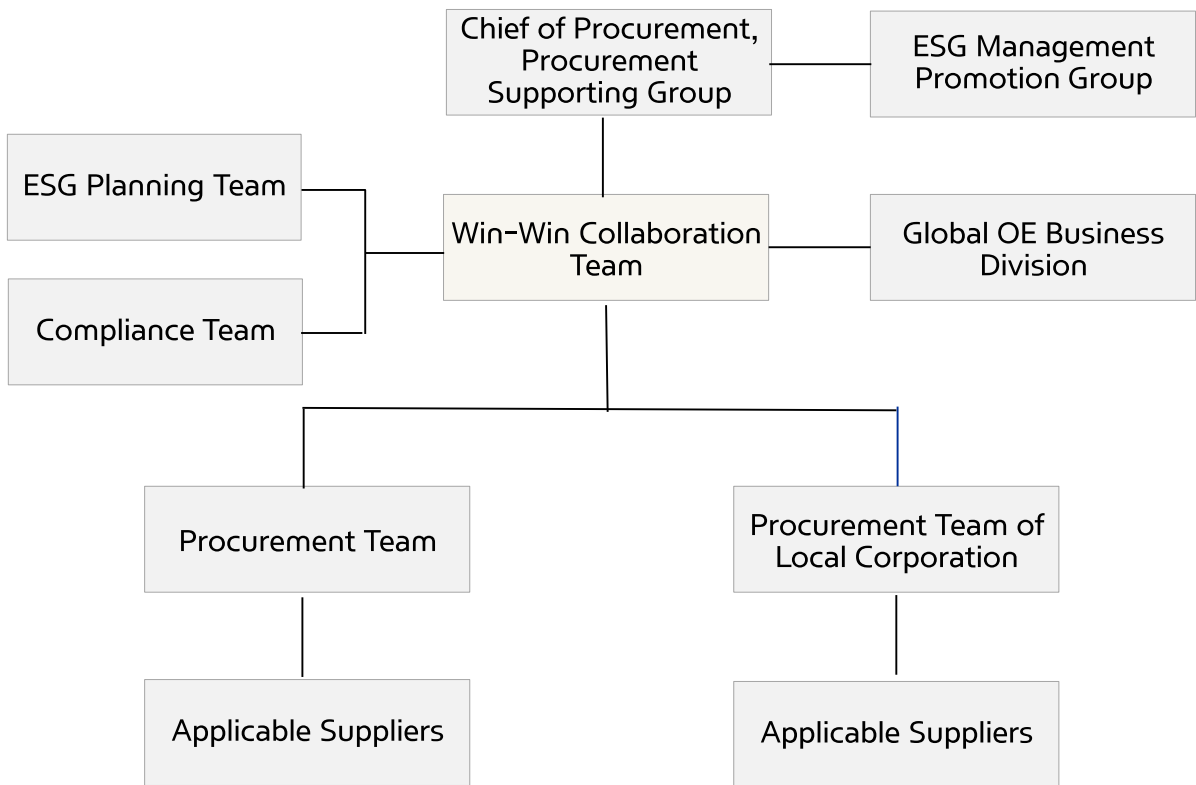 Chief of Procurement,
Procurement
Supporting Group
ESG Management
Promotion Group
ESG Planning Team
Win-Win Collaboration
Team
Global OE Business
Division
Compliance Team
Procurement Team
Procurement Team of
Local Corporation
Applicable Suppliers
Applicable Suppliers